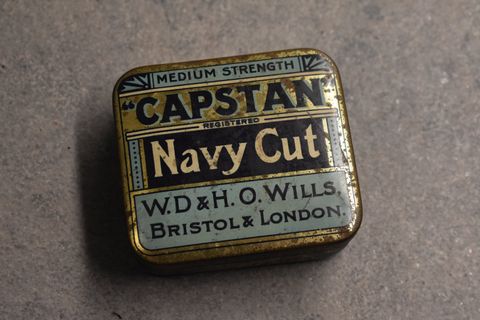 MEDIUM STRENGTH
"CAPSTAN"
REGISTERED
Navy Cut
W.D & H.O. WILLS.
BRISTOL & LONDON.